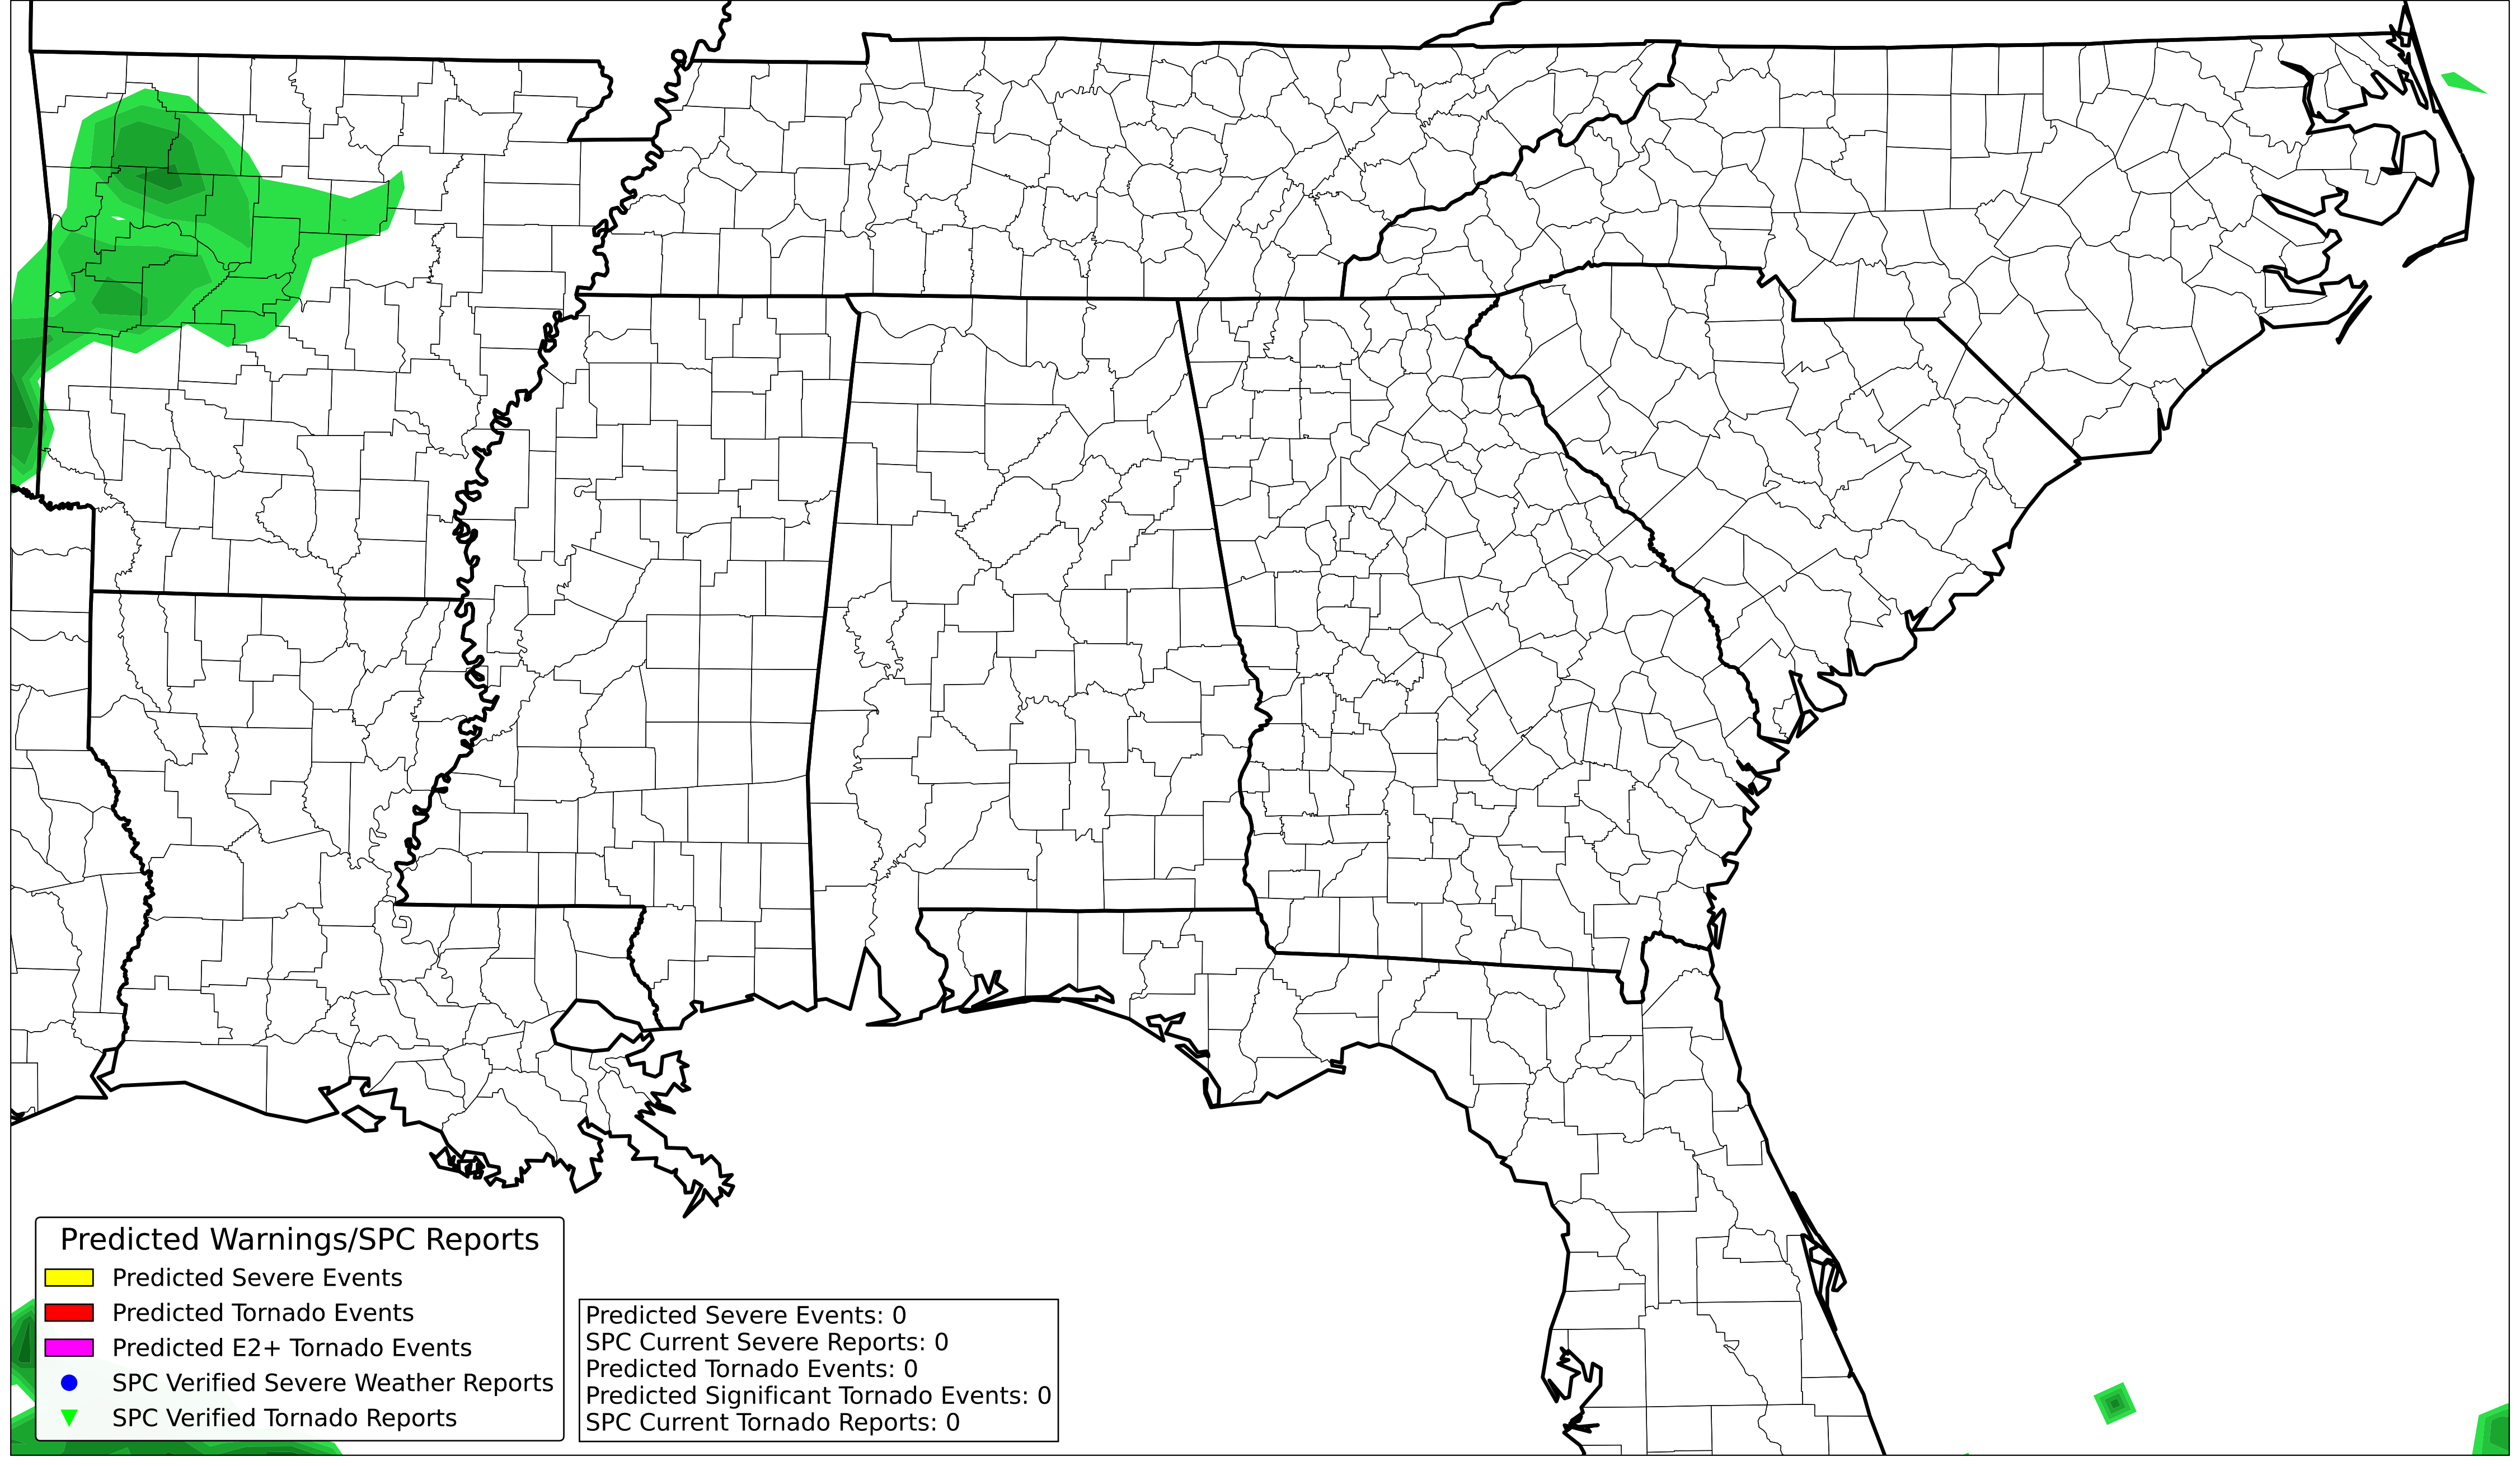 Predicted Warnings/SPC Reports
Predicted Severe Events
Predicted Tornado Events
Predicted E2+ Tornado Events
SPC Verified Severe Weather Reports
SPC Verified Tornado Reports
Predicted Severe Events: 0
SPC Current Severe Reports: 0
Predicted Tornado Events: 0
Predicted Significant Tornado Events: 0
SPC Current Tornado Reports: 0